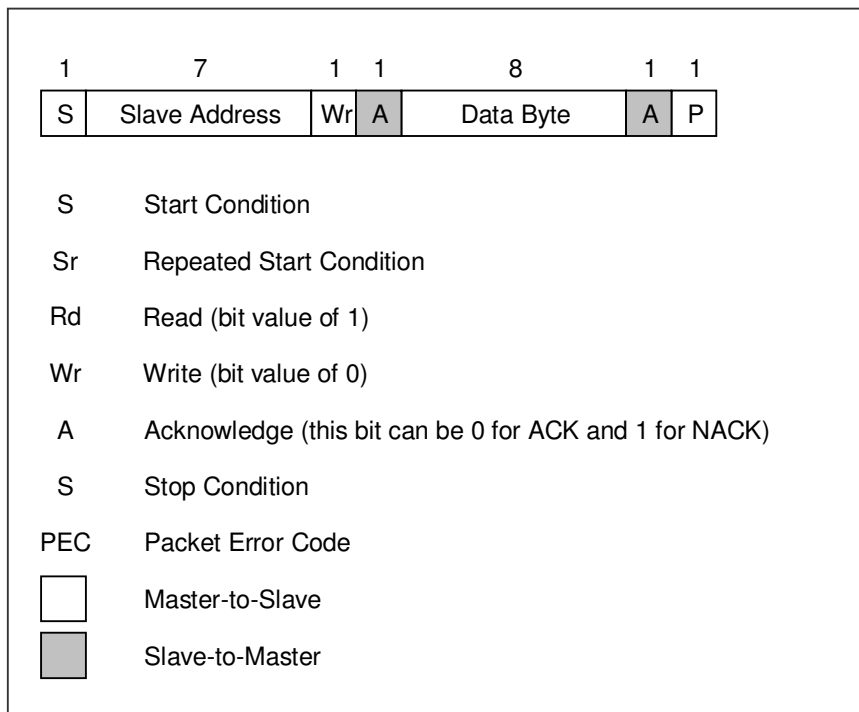 1 7 1 1 8 1 1
S Slave Address Wr A Data Byte A P
S Start Condition
Sr Repeated Start Condition
Rd Read (bit value of 1)
Wr Write (bit value of 0)
A Acknowledge (this bit can be 0 for ACK and 1 for NACK)
S Stop Condition
PEC Packet Error Code
Master-to-Slave
Slave-to-Master